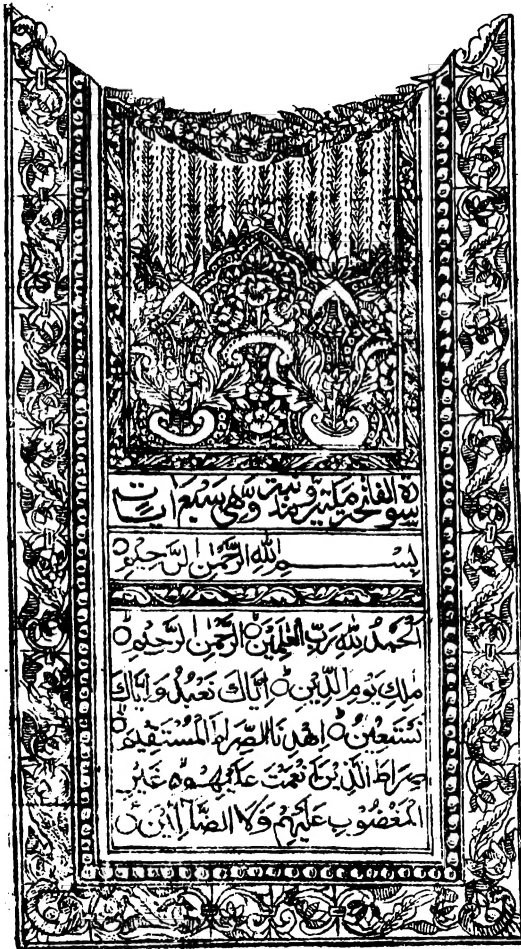 سورة الفاتحة مكية ومدنية وهي سبع ايات
بسم الله الرحمن الرحيم
الحمد لله رب العلمين الرحمن الرحيم
ملك يوم الدين اياك نعبد واياك
نستعين اهدنا الصراط المستقيم
صراط الذين انعمت عليهم غير
المغضوب عليهم ولا الضالين